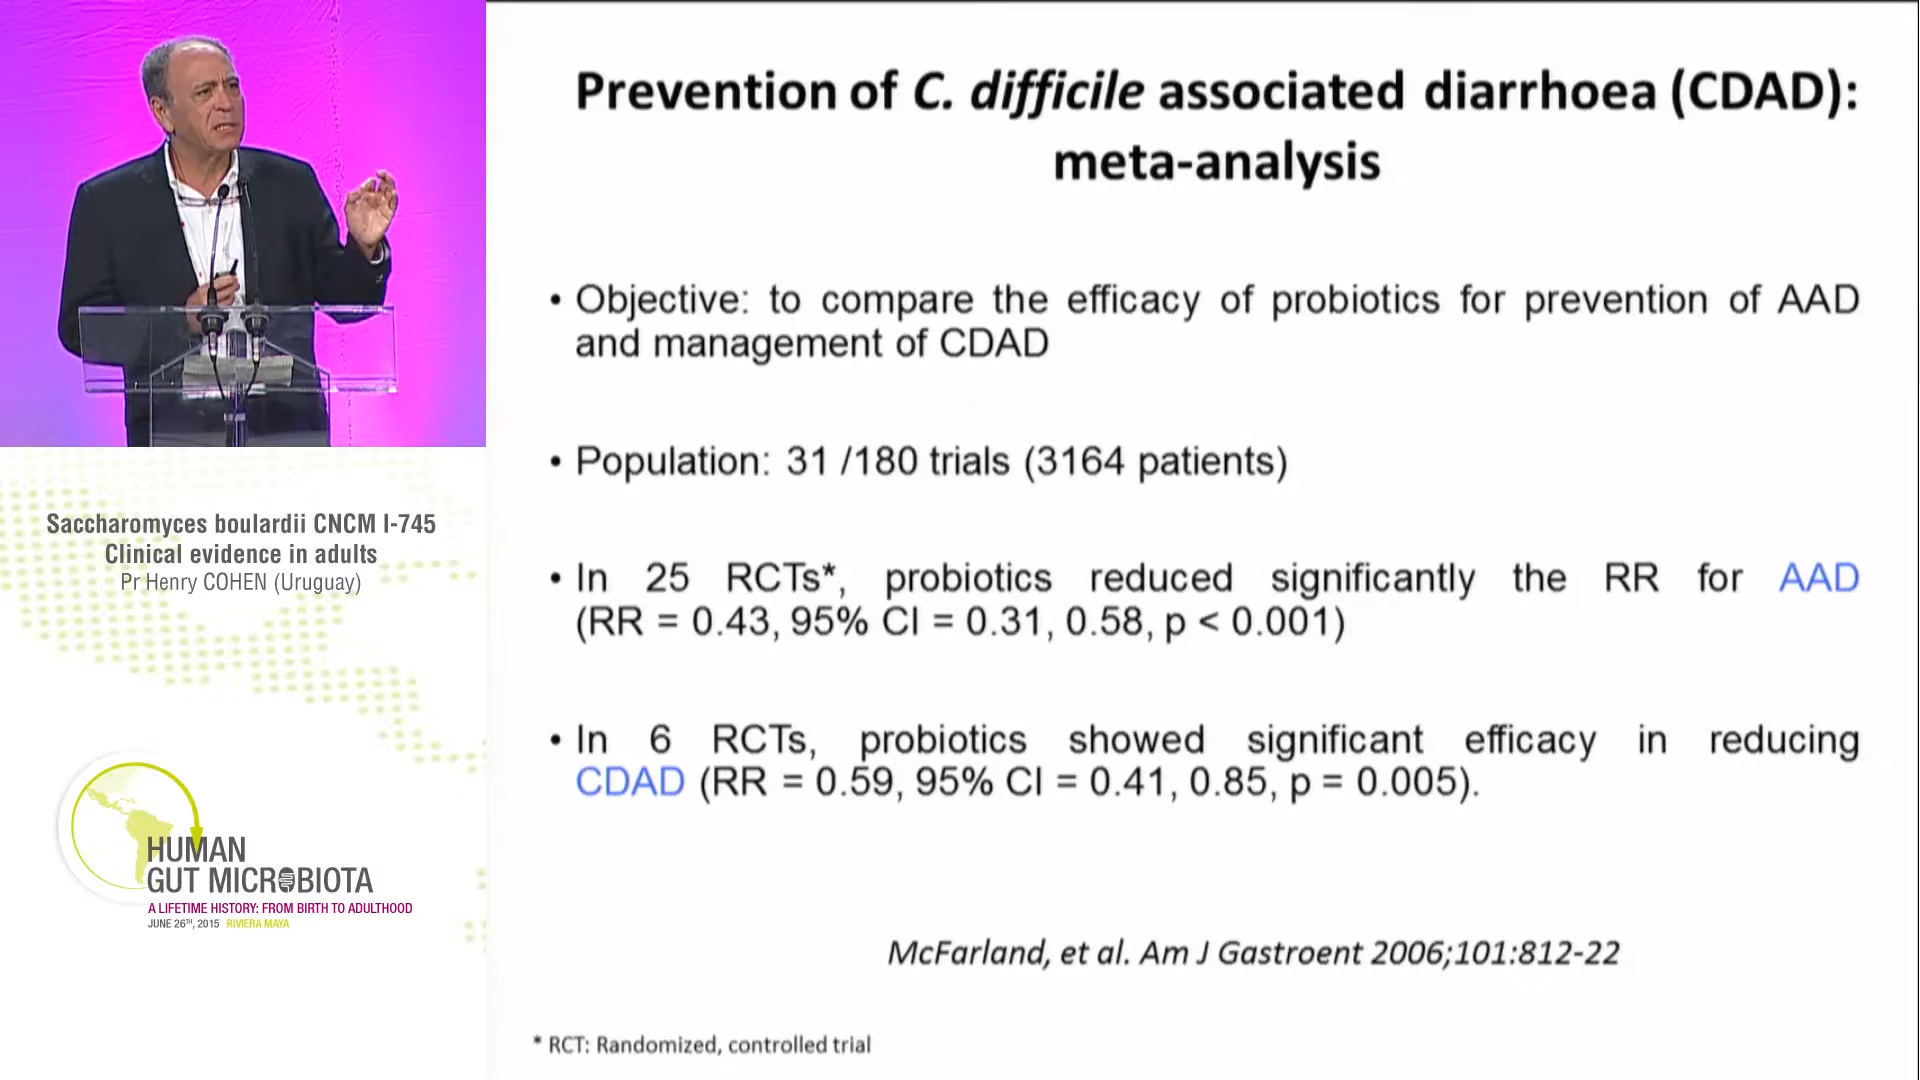 Prevention of C. difficile associated diarrhoea (CDAD):
meta-analysis
• Objective: to compare the efficacy of probiotics for prevention of AAD
and management of CDAD
• Population: 31 /180 trials (3164 patients)
• In 25 RCTs*, probiotics reduced significantly the RR for AAD
(RR = 0.43, 95% CI = 0.31, 0.58, p < 0.001)
• In 6 RCTs, probiotics showed significant efficacy in reducing
CDAD (RR = 0.59, 95% CI = 0.41, 0.85, p = 0.005).
McFarland, et al. Am J Gastroent 2006;101:812-22
* RCT: Randomized, controlled trial
Saccharomyces boulardii CNCM I-745
Clinical evidence in adults
Pr Henry COHEN (Uruguay)
HUMAN
GUT MICROBIOTA
A LIFETIME HISTORY: FROM BIRTH TO ADULTHOOD
JUNE 26TH, 2015 RIVIERA MAYA